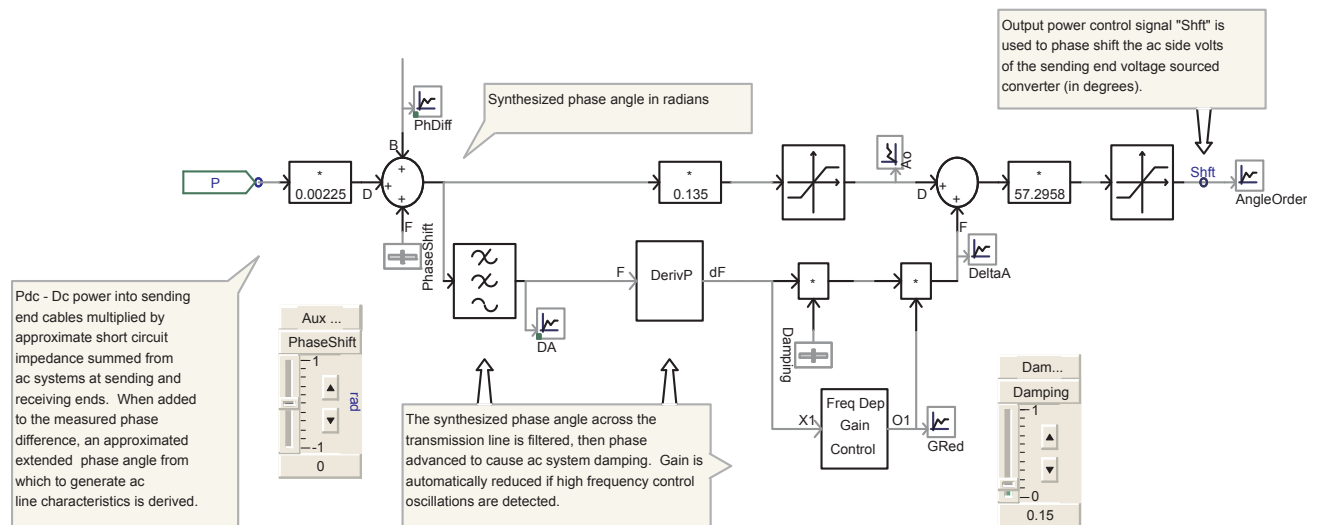 Output power control signal "Shft" is
used to phase shift the ac side volts
of the sending end voltage sourced
converter (in degrees).
Synthesized phase angle in radians
PhDiff
B
+
+
+
D
F
P
*
0.00225
PhaseShift
*
0.135
Ao
D
+
+
F
*
57.2958
Shft
AngleOrder
DeltaA
DA
F
DerivP
dF
*
*
Damping
X1
Freq Dep
Gain
Control
O1
GRed
Pdc - Dc power into sending
end cables multiplied by
approximate short circuit
impedance summed from
ac systems at sending and
receiving ends. When added
to the measured phase
difference, an approximated
extended phase angle from
which to generate ac
line characteristics is derived.
Aux ...
PhaseShift
1
rad
-1
0
The synthesized phase angle across the
transmission line is filtered, then phase
advanced to cause ac system damping. Gain is
automatically reduced if high frequency control
oscillations are detected.
Dam...
Damping
1
0
0.15